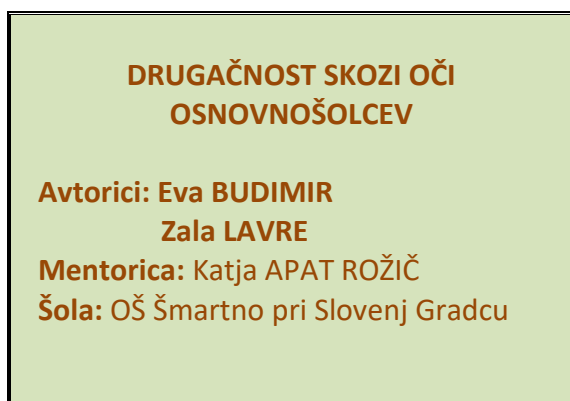 DRUGAČNOST SKOZI OČI
OSNOVNOŠOLCEV
Avtorici: Eva BUDIMIR
Zala LAVRE
Mentorica: Katja APAT ROŽIČ
Šola: OŠ Šmartno pri Slovenj Gradcu